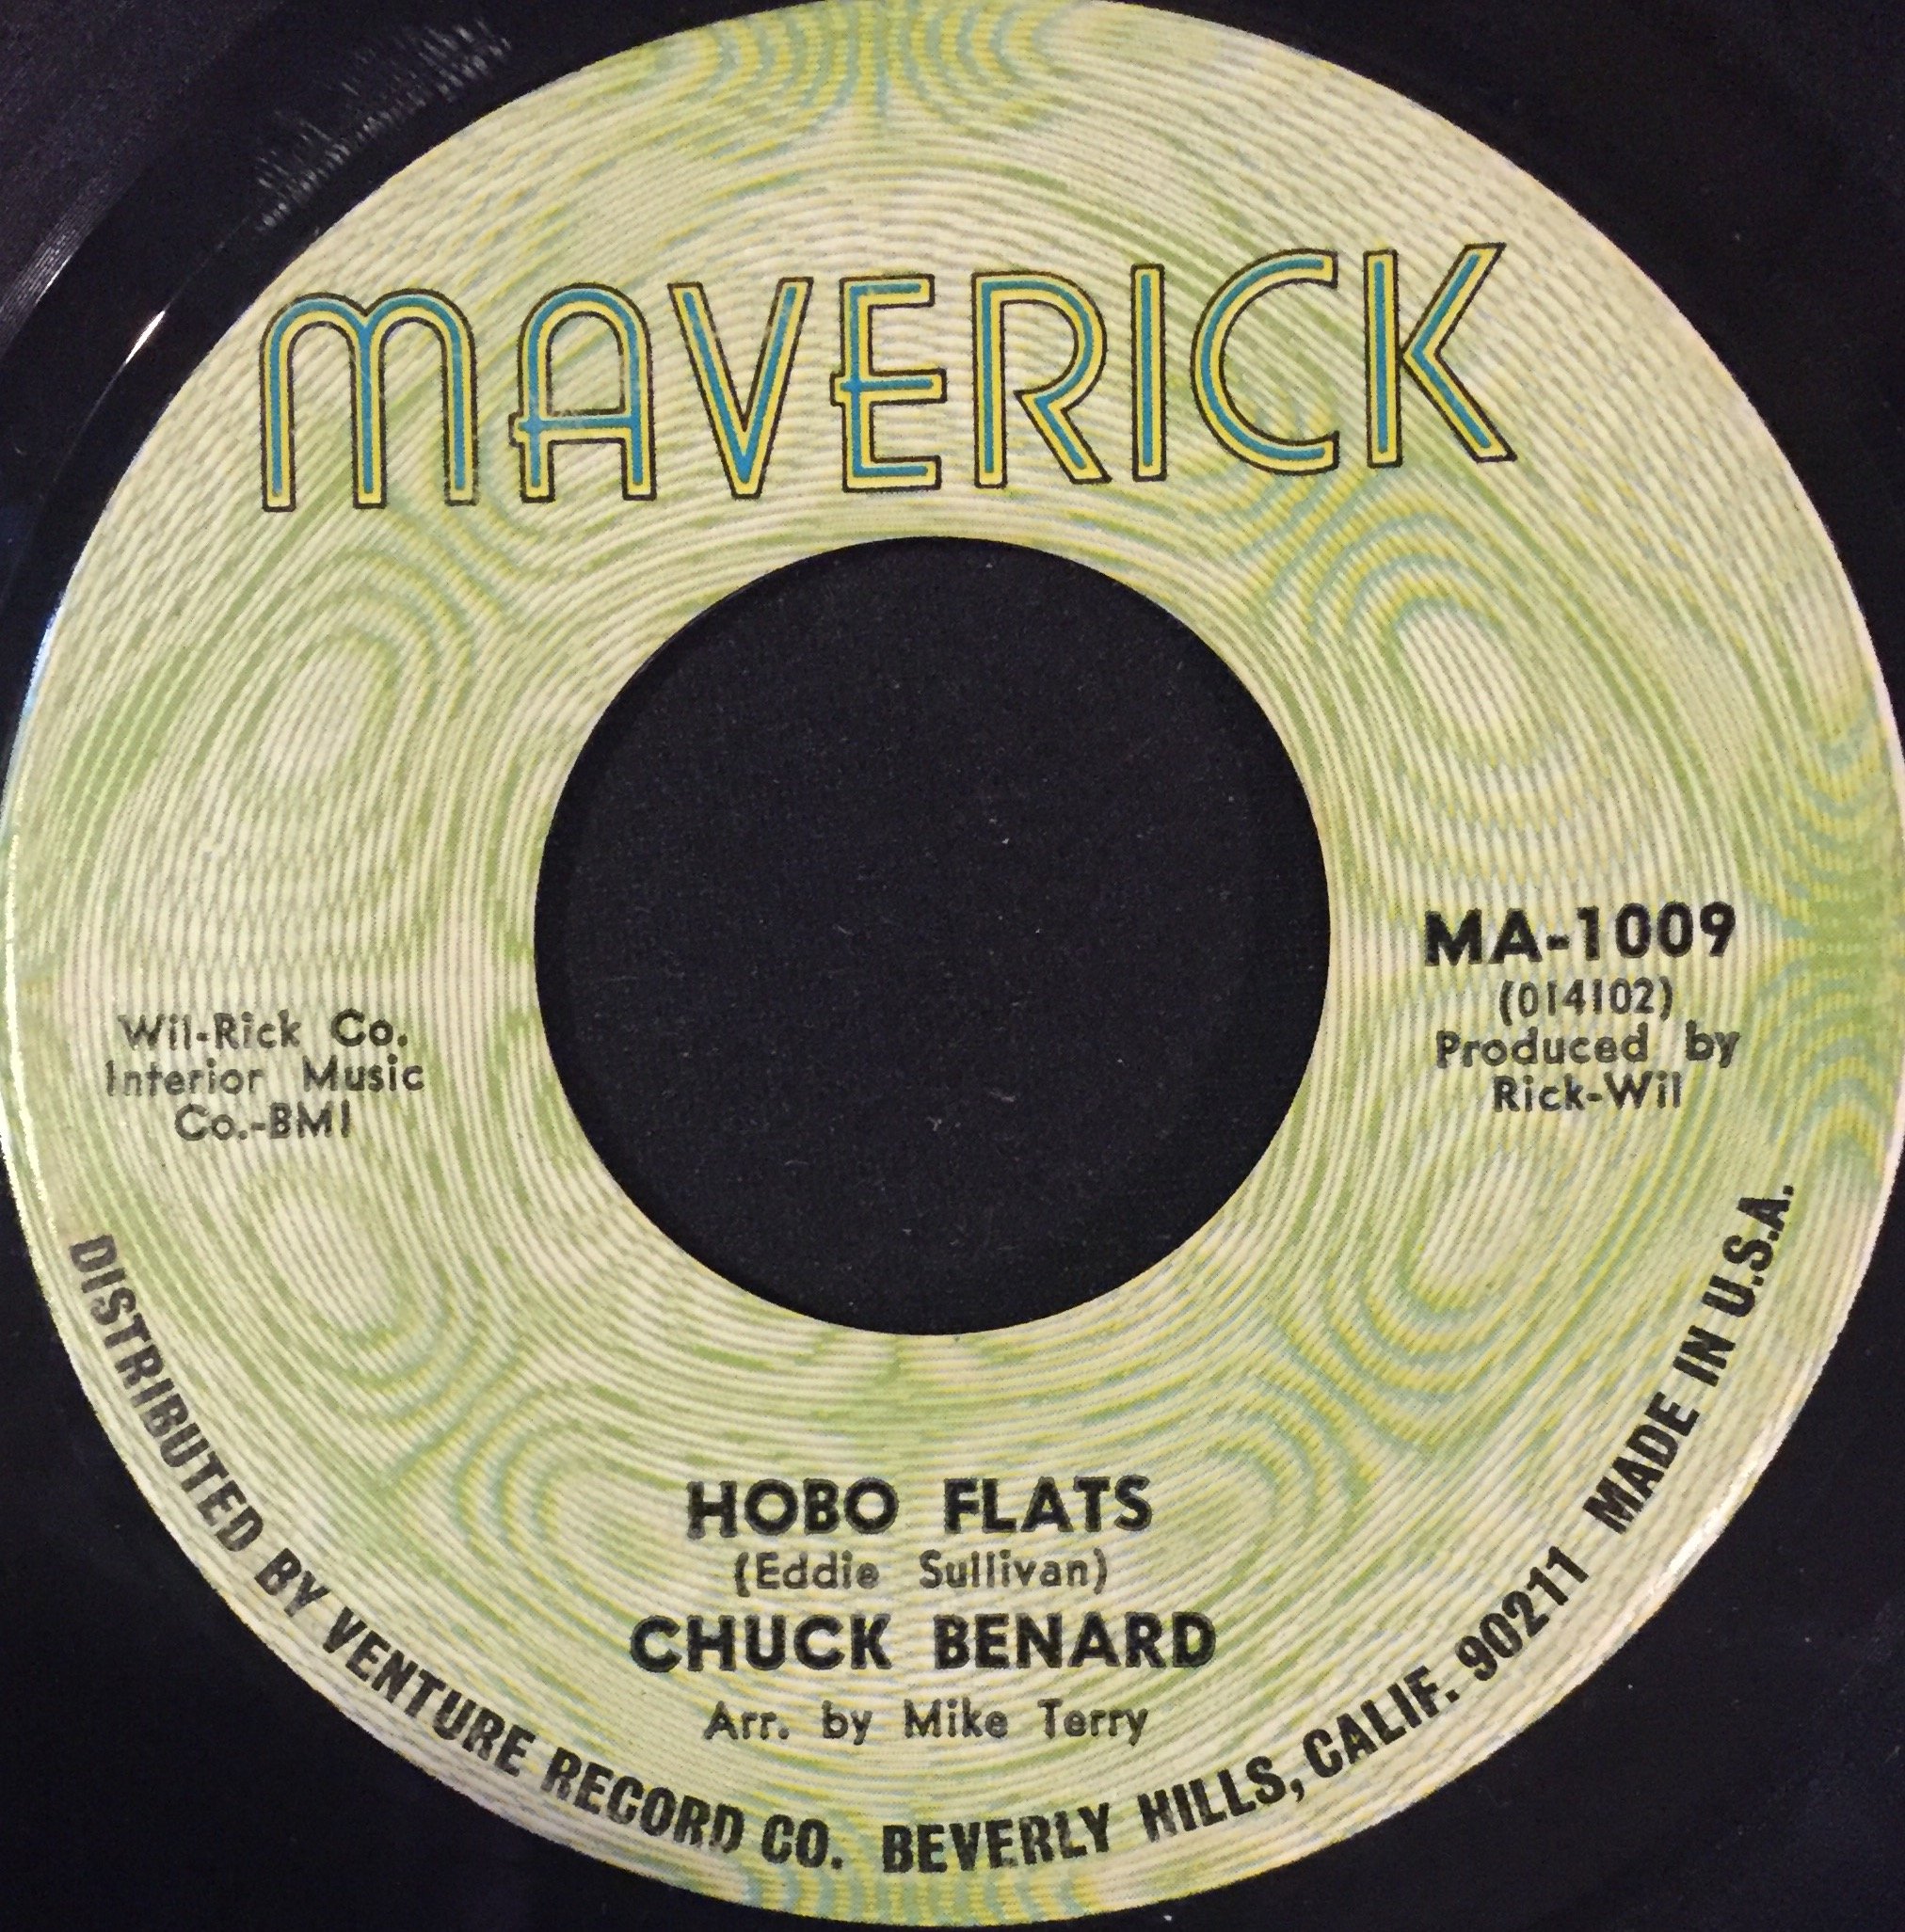 MAVERICK
MA-1009
(014102)
Produced by
Rick-Wil
Wil-Rick Co.
Interior Music
Co.-BMI
HOBO FLATS
(Eddie Sullivan)
CHUCK BENARD
Arr. by Mike Terry
DISTRIBUTED BY VENTURE RECORD CO. BEVERLY HILLS, CALIF. 90211 MADE IN U.S.A.